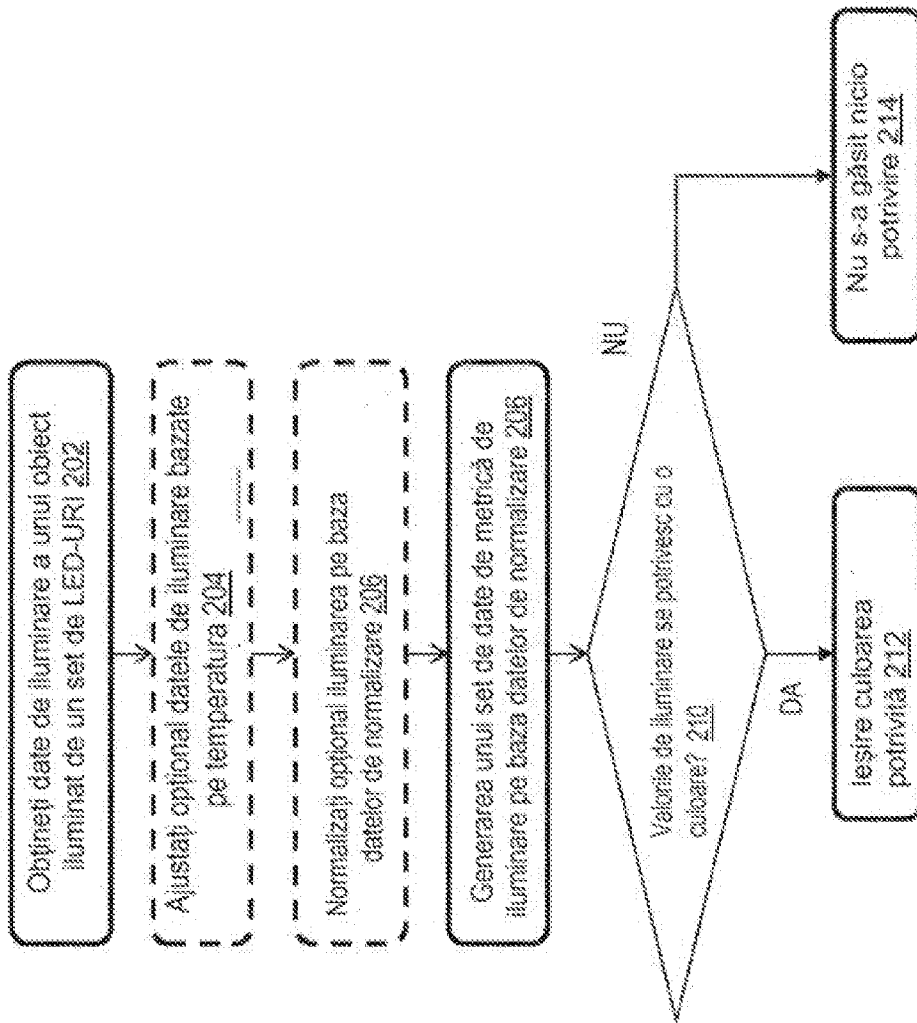 Obțineți date de iluminare a unui obiect
iluminat de un set de LED-URI 202
Ajustați opțional datele de iluminare bazate
pe temperatura 204
Normalizați opțional iluminarea pe baza
datelor de normalizare 206
Generarea unui set de date de metrică de
iluminare pe baza datelor de normalizare 206
Valorile de iluminare se potrivesc cu o
culoare? 210
NU
DA
Ieșire culoarea
potrivită 212
Nu s-a găsit nicio
potrivire 214